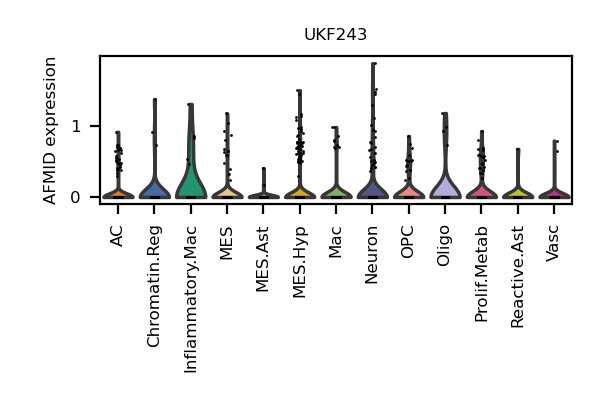 UKF243
AFMID expression
1
0
AC
Chromatin.Reg
Inflammatory.Mac
MES
MES.Ast
MES.Hyp
Mac
Neuron
OPC
Oligo
Prolif.Metab
Reactive.Ast
Vasc